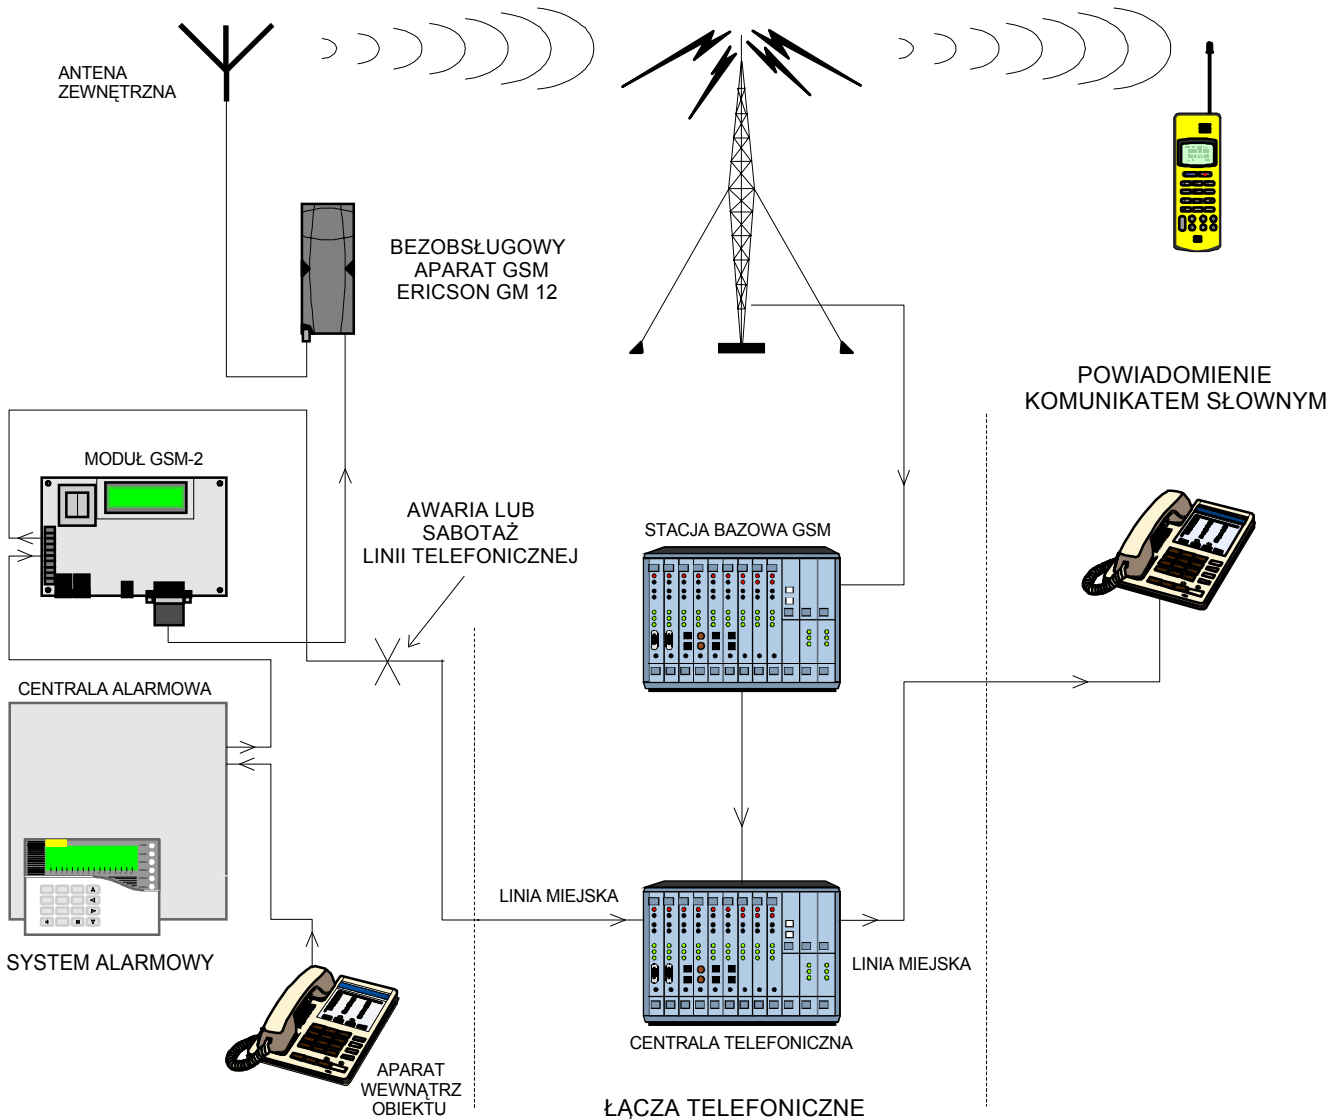 ANTENA
ZEWNĘTRZNA
BEZOBSŁUGOWY
APARAT GSM
ERICSON GM 12
POWIADOMIENIE
KOMUNIKATEM SŁOWNYM
MODUŁ GSM-2
AWARIA LUB
SABOTAŻ
LINII TELEFONICZNEJ
STACJA BAZOWA GSM
CENTRALA ALARMOWA
LINIA MIEJSKA
SYSTEM ALARMOWY
LINIA MIEJSKA
CENTRALA TELEFONICZNA
APARAT
WEWNĄTRZ
OBIEKTU
ŁĄCZA TELEFONICZNE